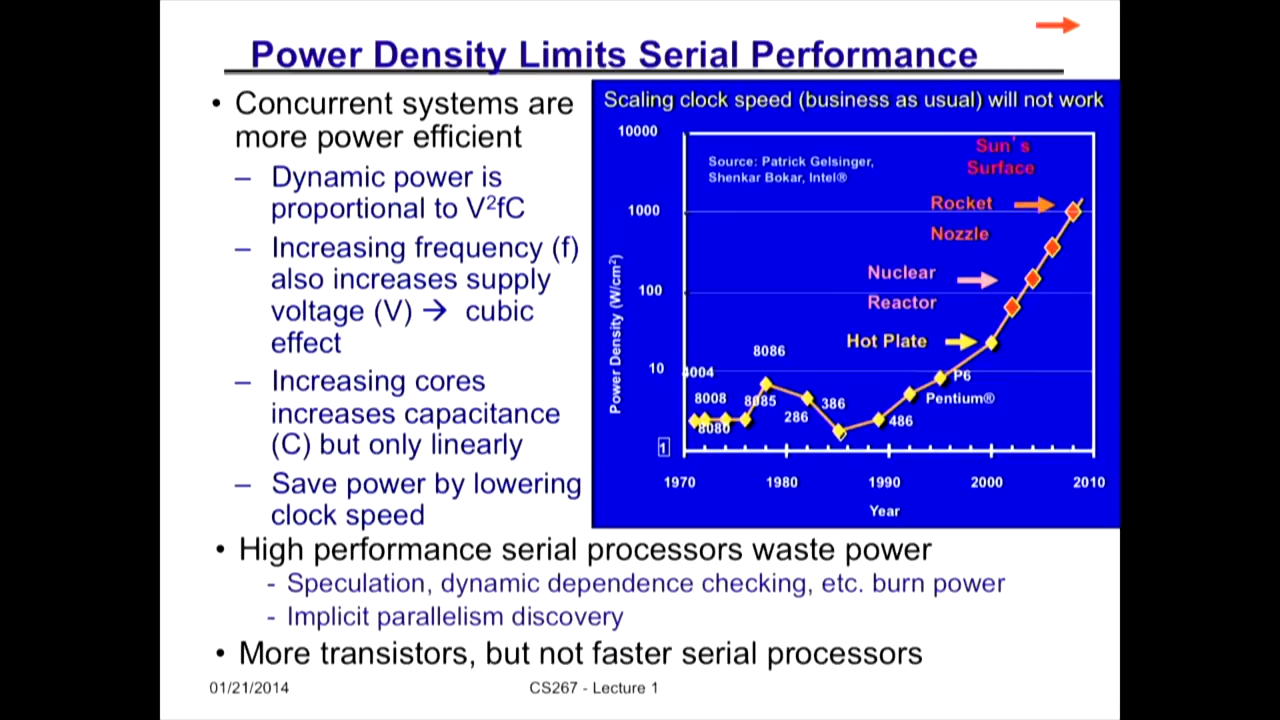 Power Density Limits Serial Performance
• Concurrent systems are
more power efficient
– Dynamic power is
proportional to V²fC
– Increasing frequency (f)
also increases supply
voltage (V) → cubic
effect
– Increasing cores
increases capacitance
(C) but only linearly
– Save power by lowering
clock speed
Scaling clock speed (business as usual) will not work
10000
1000
100
10
1
Power Density (W/cm²)
Source: Patrick Gelsinger,
Shenkar Bokar, Intel®
Sun's
Surface
Rocket
Nozzle
Nuclear
Reactor
Hot Plate
8086
4004
8008
8085
8080
286
386
486
P6
Pentium®
1970 1980 1990 2000 2010
Year
• High performance serial processors waste power
- Speculation, dynamic dependence checking, etc. burn power
- Implicit parallelism discovery
• More transistors, but not faster serial processors
01/21/2014 CS267 - Lecture 1